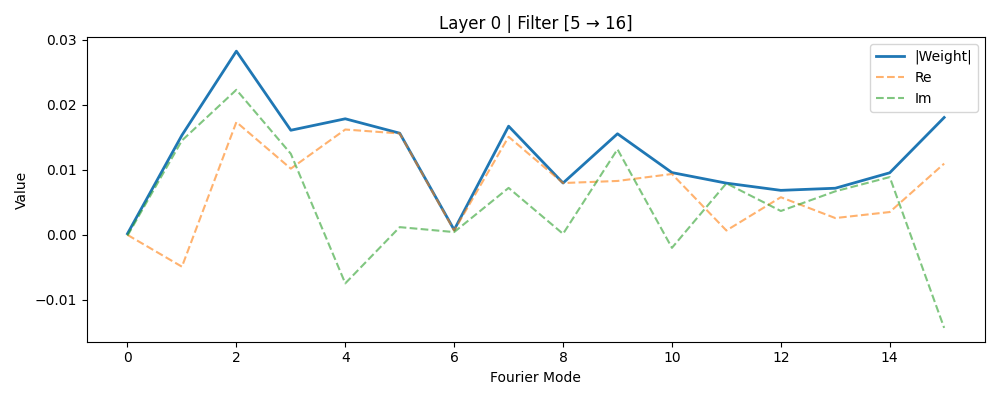 Layer 0 | Filter [5 → 16]
0.03
0.02
0.01
0.00
−0.01
Value
|Weight|
Re
Im
0 2 4 6 8 10 12 14
Fourier Mode